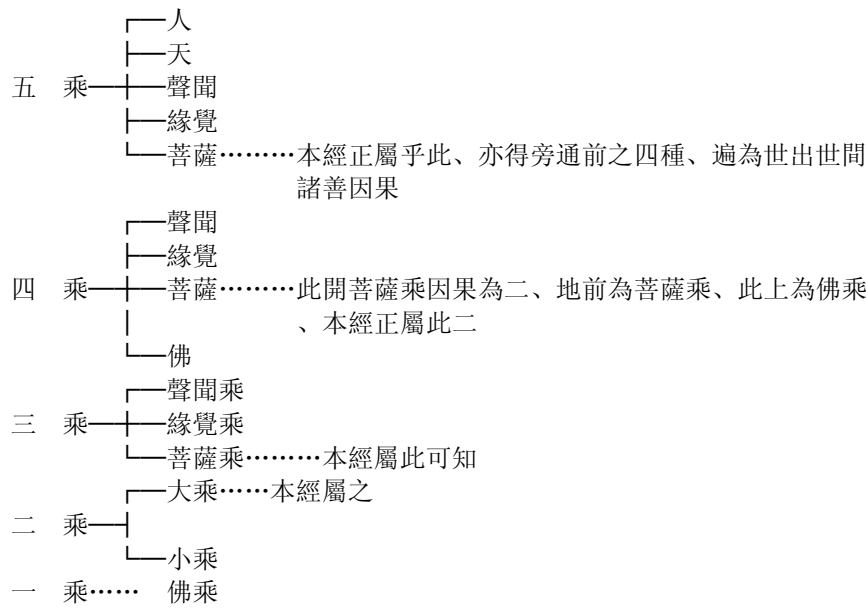 人
天
五　乘　聲聞
緣覺
菩薩………本經正屬乎此、亦得旁通前之四種、遍為世出世間
諸善因果
聲聞
緣覺
四　乘　菩薩………此開菩薩乘因果為二、地前為菩薩乘、此上為佛乘
、本經正屬此二
佛
聲聞乘
三　乘　緣覺乘
菩薩乘………本經屬此可知
大乘……本經屬之
二　乘
小乘
一　乘……　佛乘